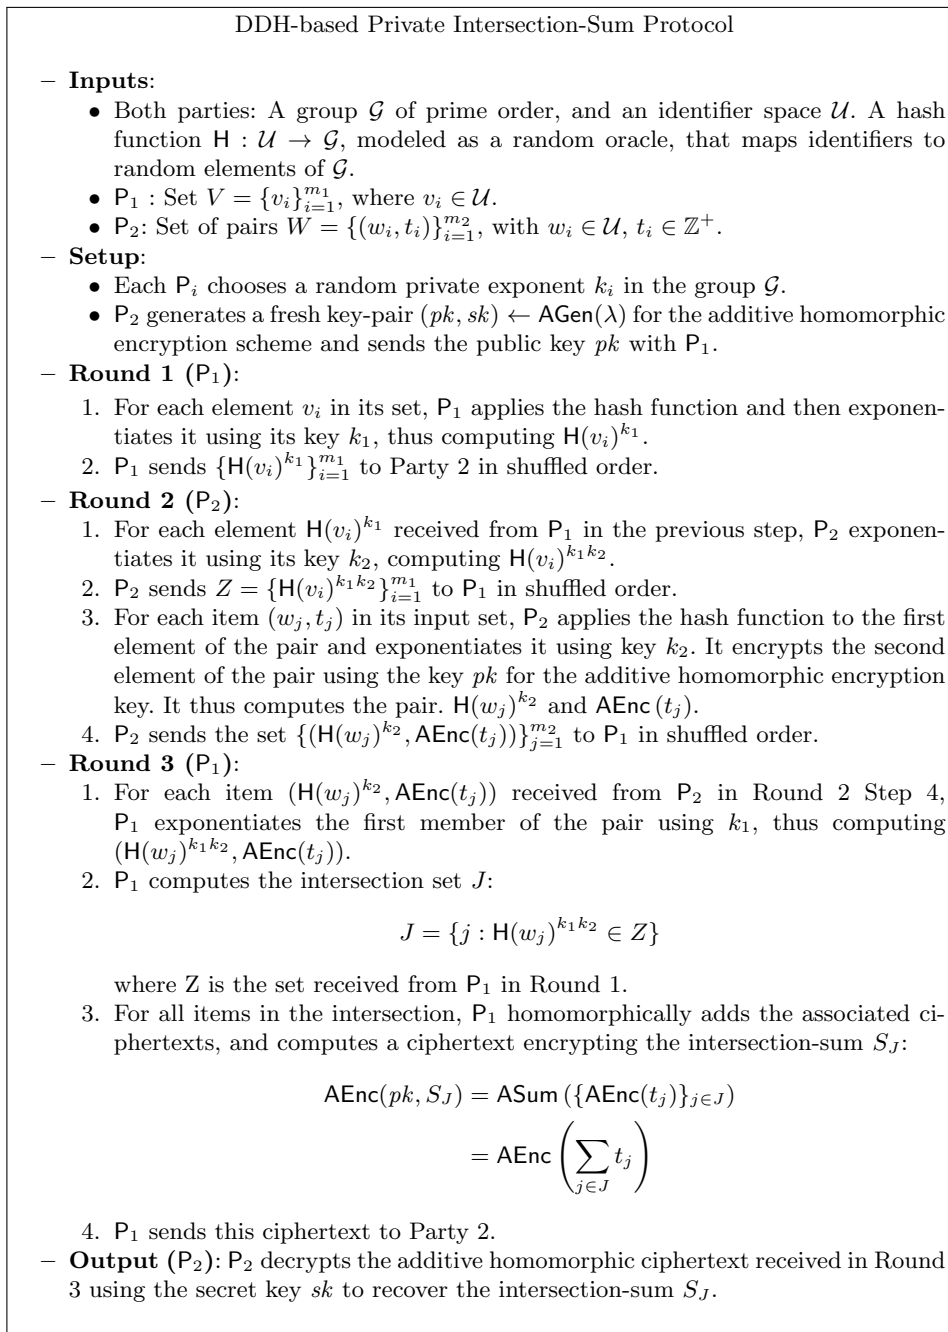 DDH-based Private Intersection-Sum Protocol
– Inputs:
• Both parties: A group 𝒢 of prime order, and an identifier space 𝒰. A hash
function H : 𝒰 → 𝒢, modeled as a random oracle, that maps identifiers to
random elements of 𝒢.
• P₁ : Set V = {vᵢ}ᵢ₌₁^{m₁}, where vᵢ ∈ 𝒰.
• P₂: Set of pairs W = {(wᵢ, tᵢ)}ᵢ₌₁^{m₂}, with wᵢ ∈ 𝒰, tᵢ ∈ ℤ⁺.
– Setup:
• Each Pᵢ chooses a random private exponent kᵢ in the group 𝒢.
• P₂ generates a fresh key-pair (pk, sk) ← AGen(λ) for the additive homomorphic
encryption scheme and sends the public key pk with P₁.
– Round 1 (P₁):
1. For each element vᵢ in its set, P₁ applies the hash function and then exponen-
tiates it using its key k₁, thus computing H(vᵢ)^{k₁}.
2. P₁ sends {H(vᵢ)^{k₁}}ᵢ₌₁^{m₁} to Party 2 in shuffled order.
– Round 2 (P₂):
1. For each element H(vᵢ)^{k₁} received from P₁ in the previous step, P₂ exponen-
tiates it using its key k₂, computing H(vᵢ)^{k₁k₂}.
2. P₂ sends Z = {H(vᵢ)^{k₁k₂}}ᵢ₌₁^{m₁} to P₁ in shuffled order.
3. For each item (wⱼ, tⱼ) in its input set, P₂ applies the hash function to the first
element of the pair and exponentiates it using key k₂. It encrypts the second
element of the pair using the key pk for the additive homomorphic encryption
key. It thus computes the pair. H(wⱼ)^{k₂} and AEnc (tⱼ).
4. P₂ sends the set {(H(wⱼ)^{k₂}, AEnc(tⱼ))}ⱼ₌₁^{m₂} to P₁ in shuffled order.
– Round 3 (P₁):
1. For each item (H(wⱼ)^{k₂}, AEnc(tⱼ)) received from P₂ in Round 2 Step 4,
P₁ exponentiates the first member of the pair using k₁, thus computing
(H(wⱼ)^{k₁k₂}, AEnc(tⱼ)).
2. P₁ computes the intersection set J:
J = {j : H(wⱼ)^{k₁k₂} ∈ Z}
where Z is the set received from P₁ in Round 1.
3. For all items in the intersection, P₁ homomorphically adds the associated ci-
phertexts, and computes a ciphertext encrypting the intersection-sum S_J:
AEnc(pk, S_J) = ASum ({AEnc(tⱼ)}_{j∈J})
= AEnc (∑_{j∈J} tⱼ)
4. P₁ sends this ciphertext to Party 2.
– Output (P₂): P₂ decrypts the additive homomorphic ciphertext received in Round
3 using the secret key sk to recover the intersection-sum S_J.